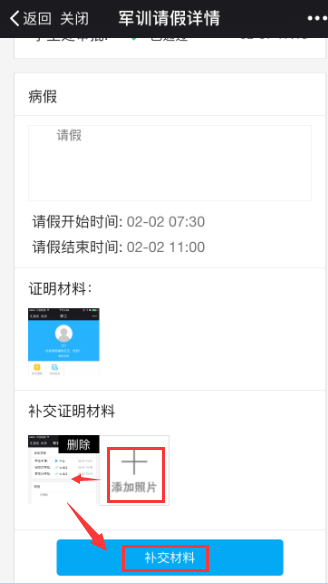 返回 关闭 军训请假详情
病假
请假
请假开始时间: 02-02 07:30
请假结束时间: 02-02 11:00
证明材料:
补交证明材料
删除
添加照片
补交材料